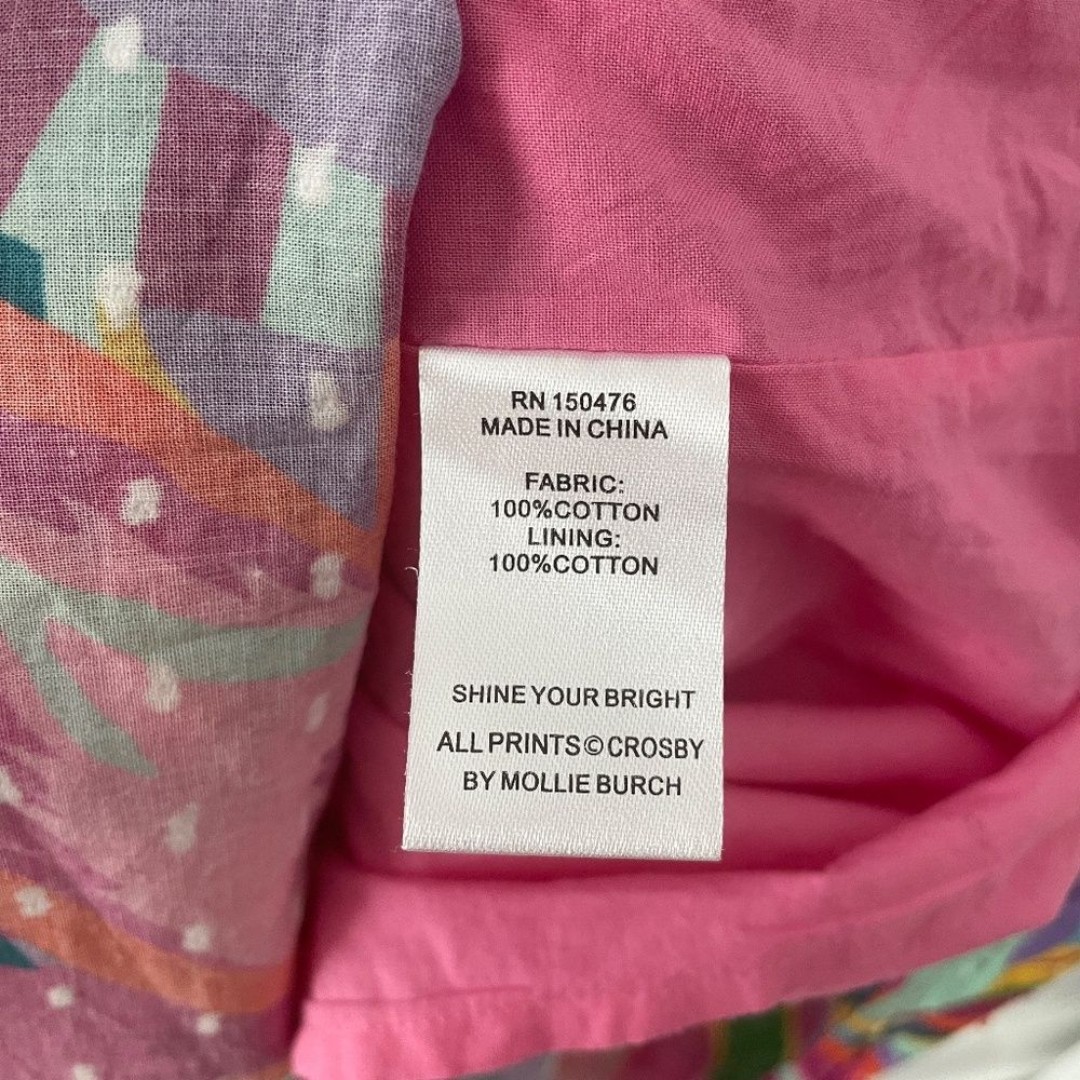 RN 150476
MADE IN CHINA
FABRIC:
100%COTTON
LINING:
100%COTTON
SHINE YOUR BRIGHT
ALL PRINTS © CROSBY
BY MOLLIE BURCH